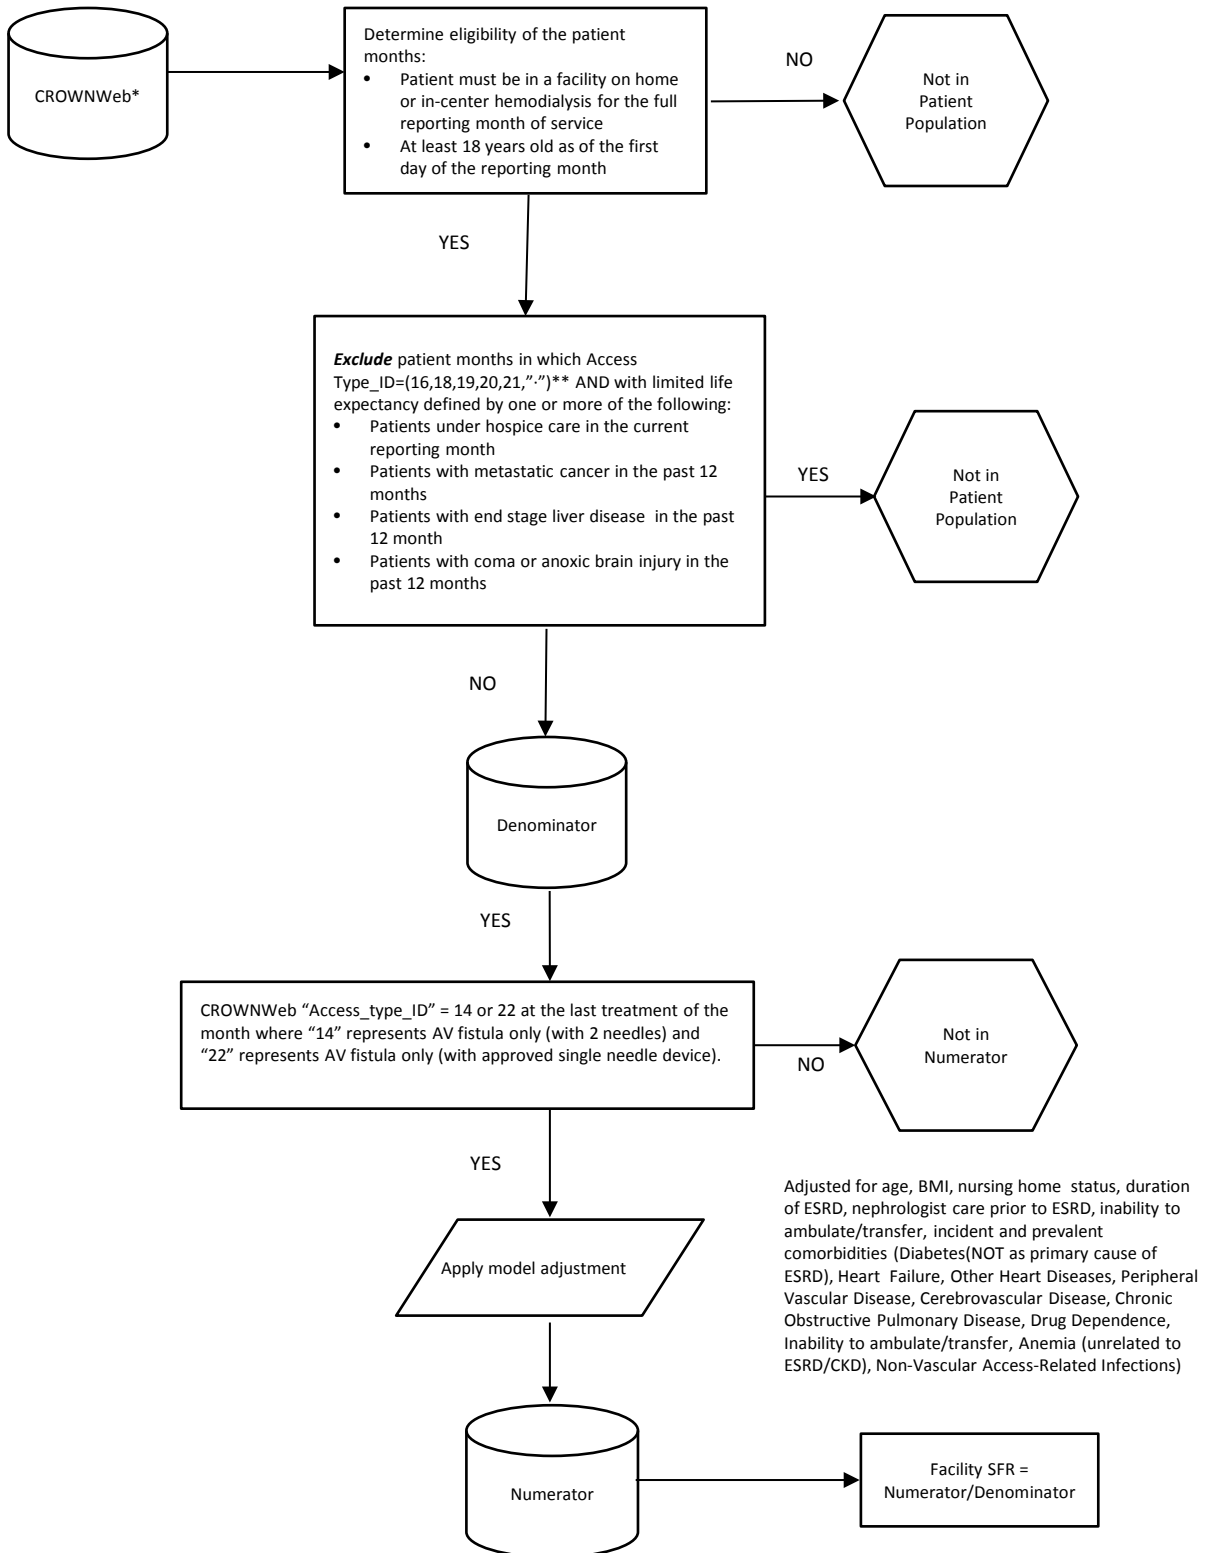 CROWNWeb*
Determine eligibility of the patient
months:
• Patient must be in a facility on home
or in-center hemodialysis for the full
reporting month of service
• At least 18 years old as of the first
day of the reporting month
NO
Not in
Patient
Population
YES
Exclude patient months in which Access
Type_ID=(16,18,19,20,21,”·”)** AND with limited life
expectancy defined by one or more of the following:
• Patients under hospice care in the current
reporting month
• Patients with metastatic cancer in the past 12
months
• Patients with end stage liver disease in the past
12 month
• Patients with coma or anoxic brain injury in the
past 12 months
YES
Not in
Patient
Population
NO
Denominator
YES
CROWNWeb “Access_type_ID” = 14 or 22 at the last treatment of the
month where “14” represents AV fistula only (with 2 needles) and
“22” represents AV fistula only (with approved single needle device).
NO
Not in
Numerator
YES
Apply model adjustment
Adjusted for age, BMI, nursing home status, duration
of ESRD, nephrologist care prior to ESRD, inability to
ambulate/transfer, incident and prevalent
comorbidities (Diabetes(NOT as primary cause of
ESRD), Heart Failure, Other Heart Diseases, Peripheral
Vascular Disease, Cerebrovascular Disease, Chronic
Obstructive Pulmonary Disease, Drug Dependence,
Inability to ambulate/transfer, Anemia (unrelated to
ESRD/CKD), Non-Vascular Access-Related Infections)
Numerator
Facility SFR =
Numerator/Denominator